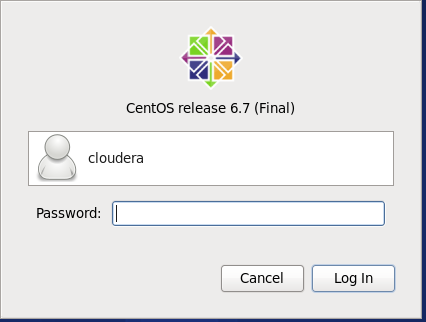 CentOS release 6.7 (Final)
cloudera
Password:
Cancel Log In